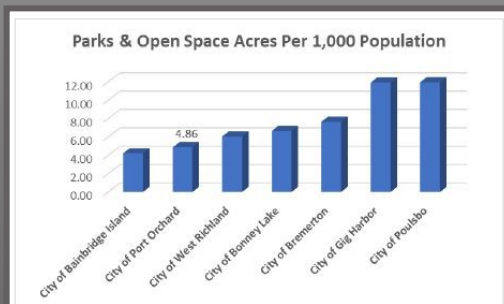 Parks & Open Space Acres Per 1,000 Population
12.00
10.00
8.00
6.00
4.00
2.00
0.00
4.86
City of Bainbridge Island
City of Port Orchard
City of West Richland
City of Bonney Lake
City of Bremerton
City of Gig Harbor
City of Poulsbo